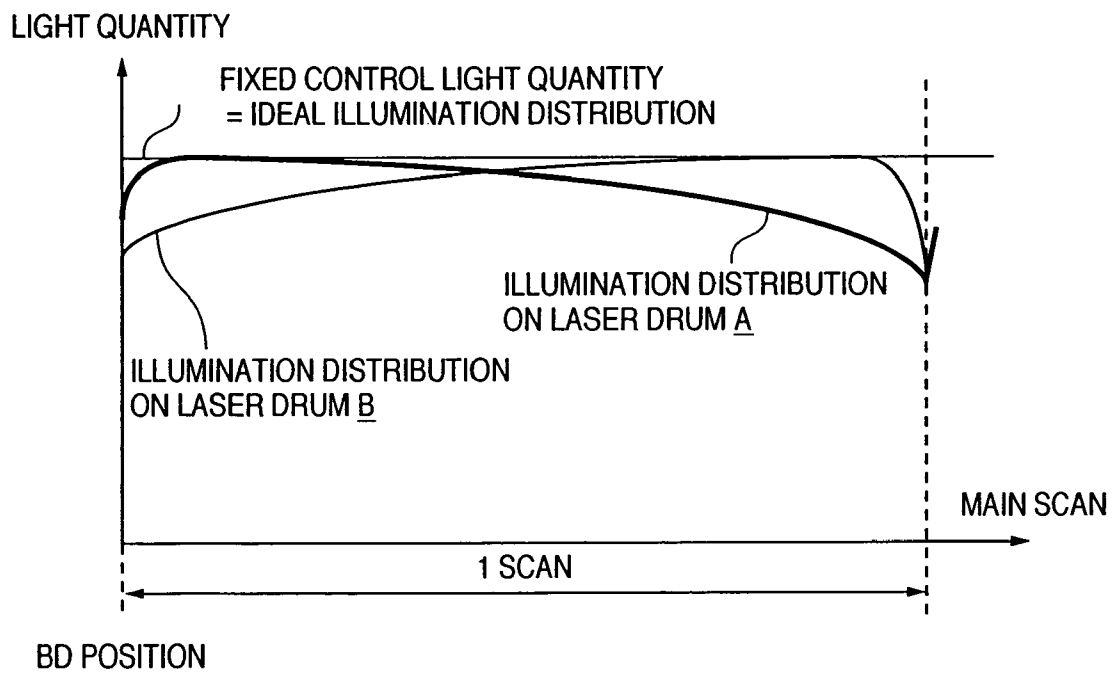 LIGHT QUANTITY
FIXED CONTROL LIGHT QUANTITY
= IDEAL ILLUMINATION DISTRIBUTION
ILLUMINATION DISTRIBUTION
ON LASER DRUM A
ILLUMINATION DISTRIBUTION
ON LASER DRUM B
MAIN SCAN
1 SCAN
BD POSITION